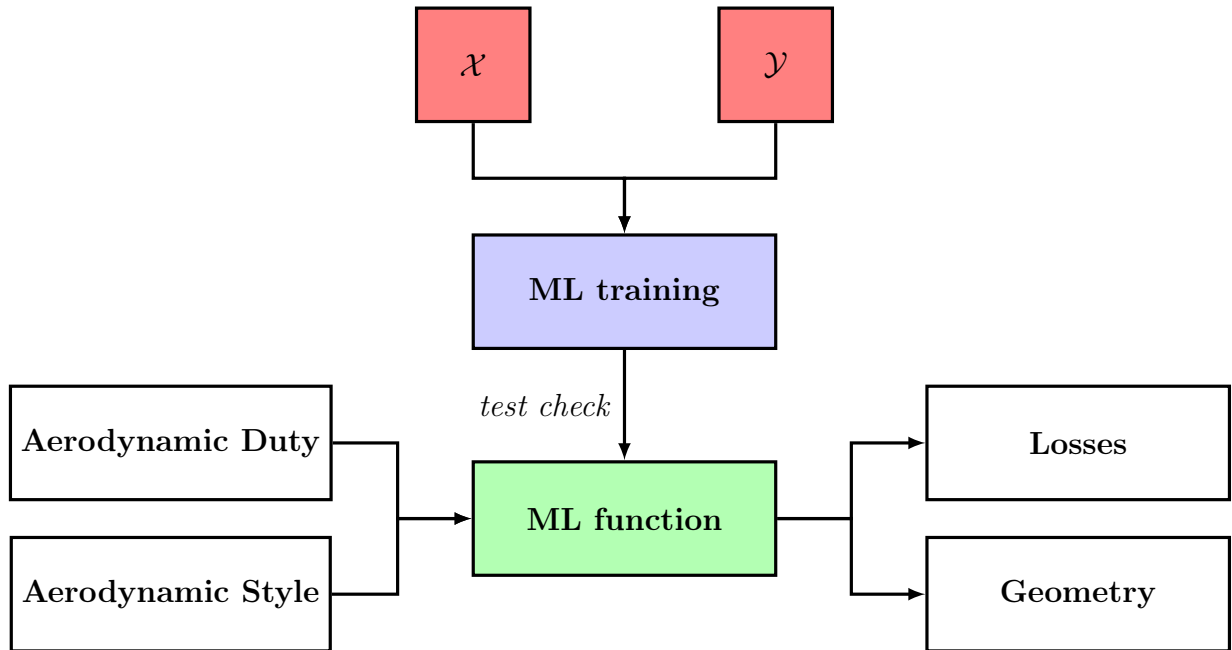 𝒳
𝒴
ML training
test check
Aerodynamic Duty
Losses
ML function
Aerodynamic Style
Geometry